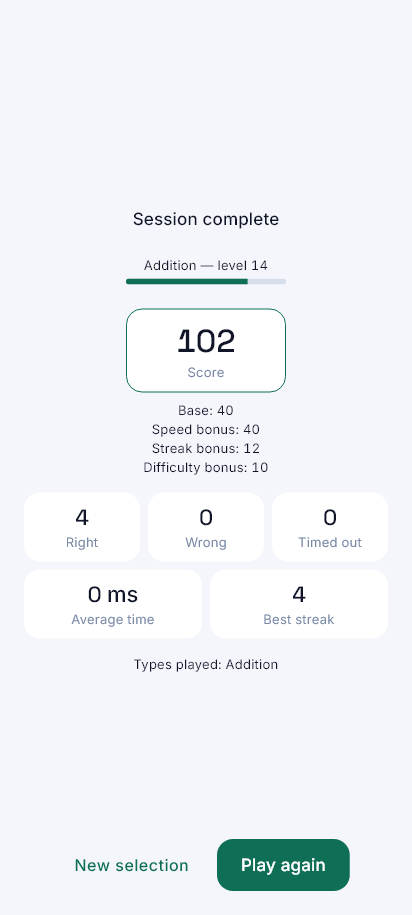 Session complete
Addition — level 14
102
Score
Base: 40
Speed bonus: 40
Streak bonus: 12
Difficulty bonus: 10
4
Right
0
Wrong
0
Timed out
0 ms
Average time
4
Best streak
Types played: Addition
New selection
Play again